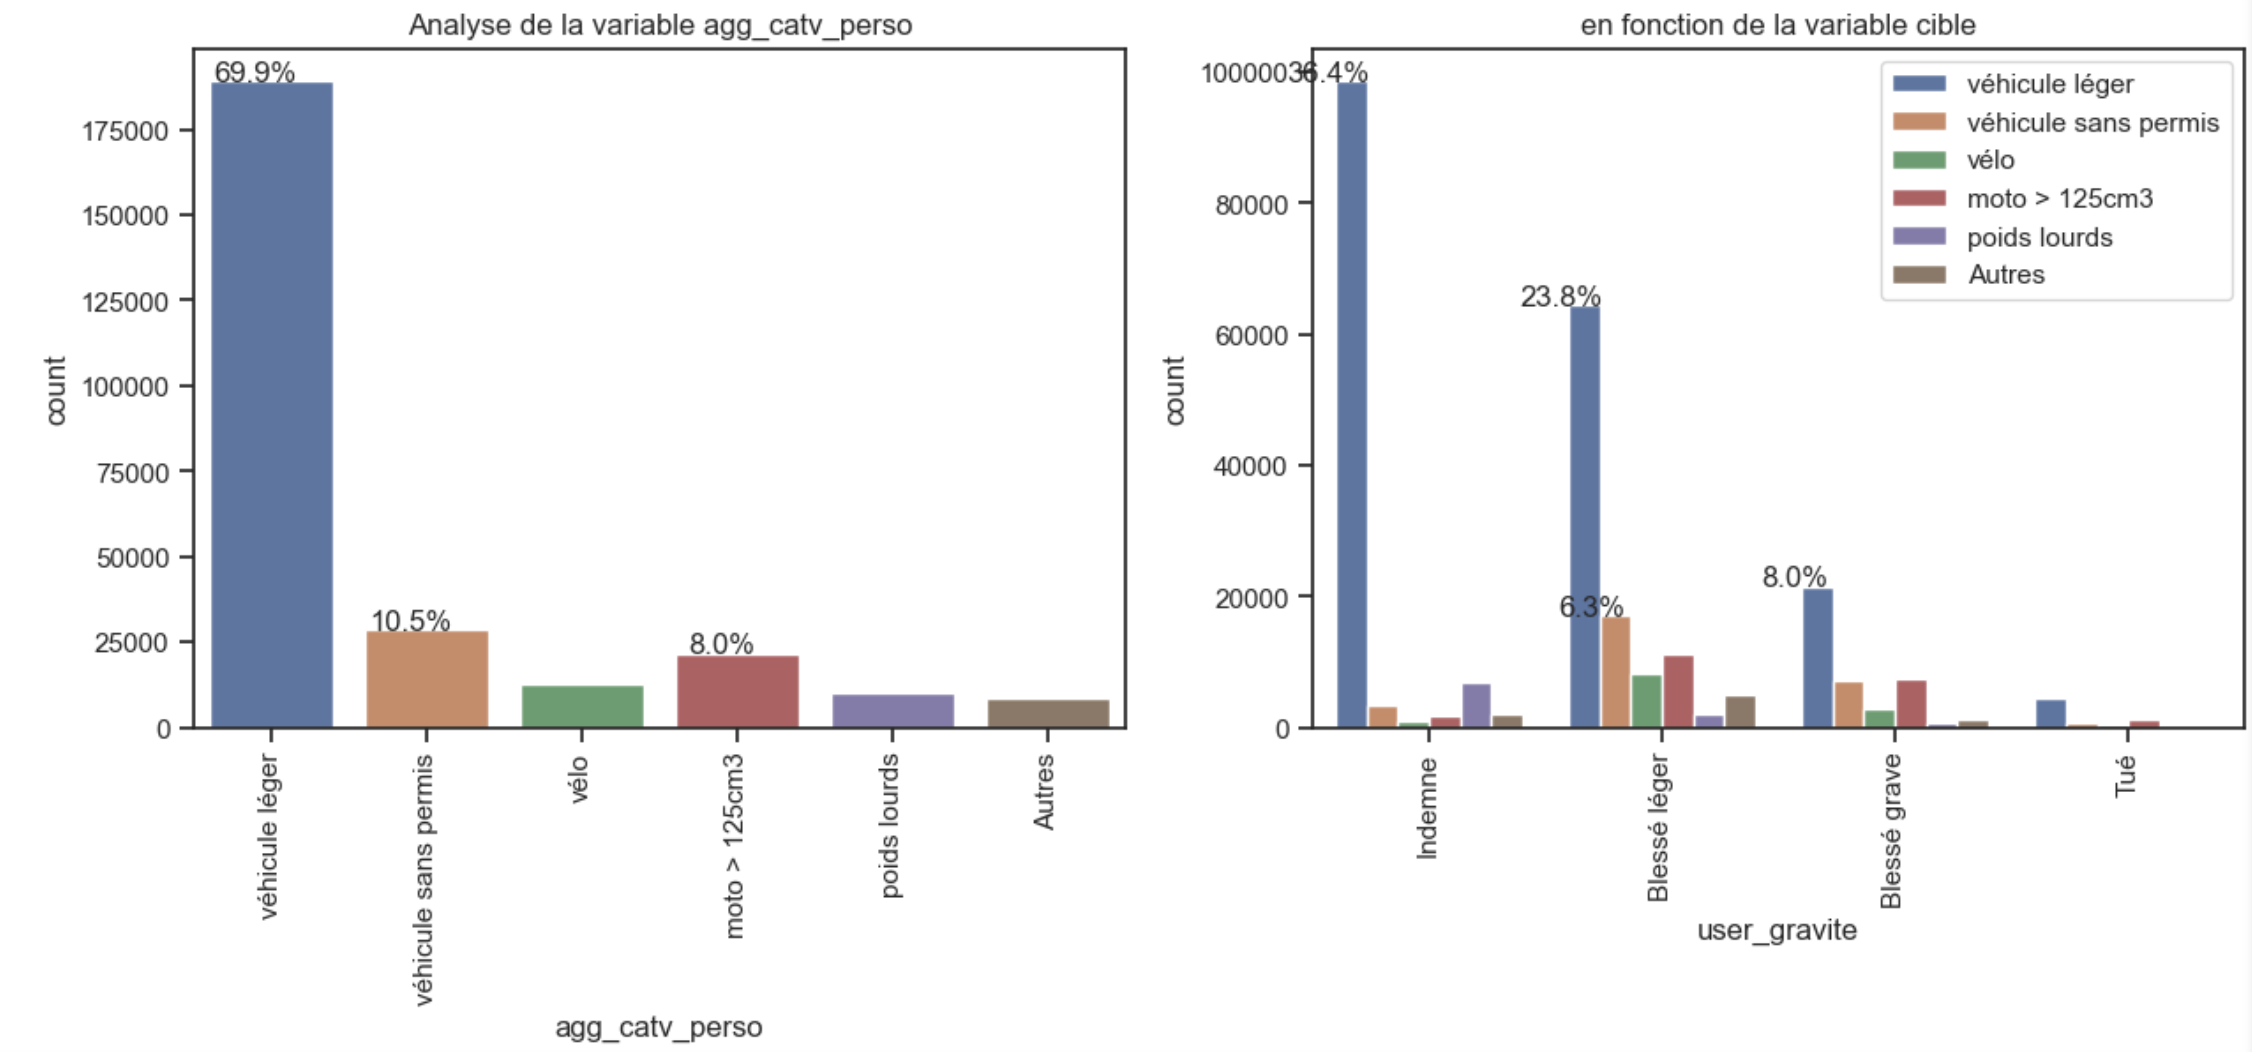 Analyse de la variable agg_catv_perso
69.9%
175000
150000
125000
100000
75000
50000
25000
0
10.5%
8.0%
count
véhicule léger
véhicule sans permis
vélo
moto > 125cm3
poids lourds
Autres
agg_catv_perso
en fonction de la variable cible
100000
80000
60000
40000
20000
0
36.4%
23.8%
6.3%
8.0%
count
véhicule léger
véhicule sans permis
vélo
moto > 125cm3
poids lourds
Autres
Indemne
Blessé léger
Blessé grave
Tué
user_gravite